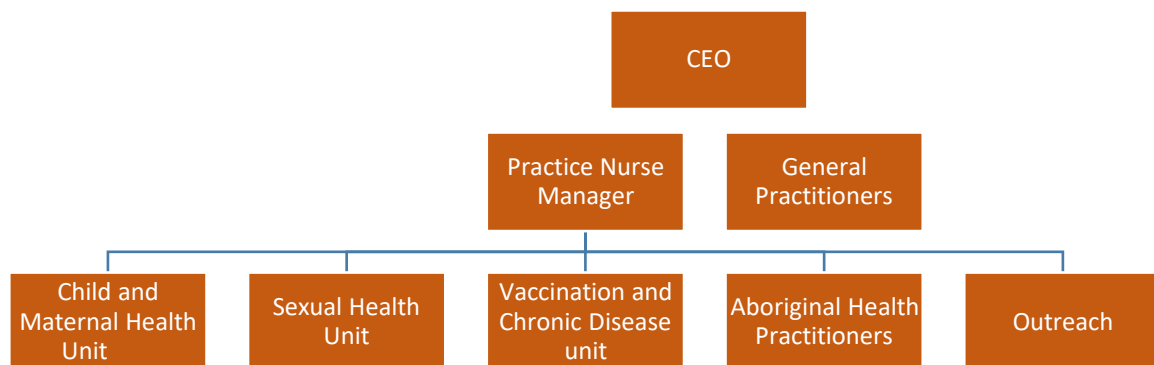 CEO
Practice Nurse
Manager
General
Practitioners
Child and
Maternal Health
Unit
Sexual Health
Unit
Vaccination and
Chronic Disease
unit
Aboriginal Health
Practitioners
Outreach